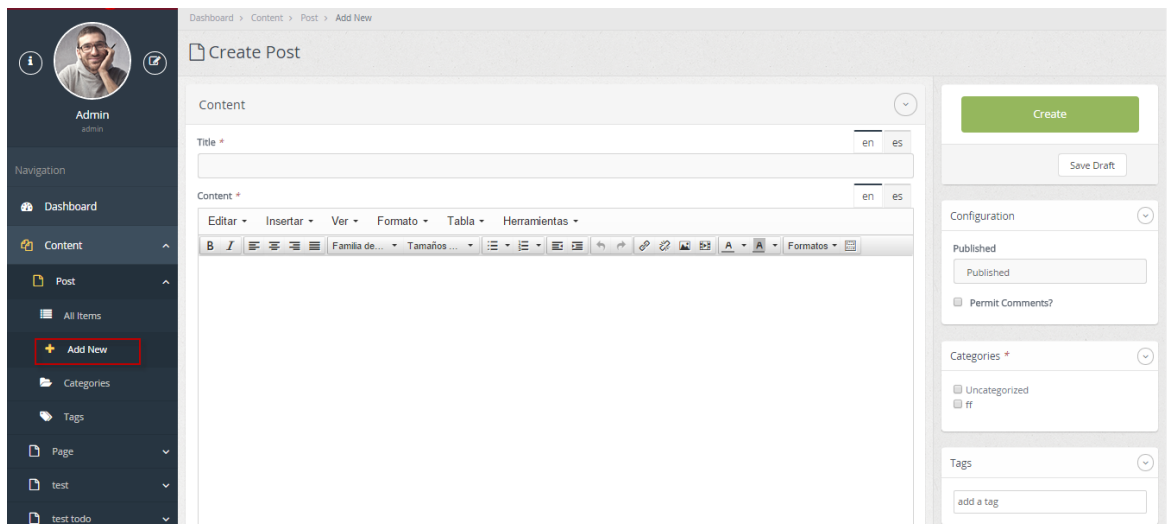 Dashboard > Content > Post > Add New
Create Post
Admin
admin
Navigation
Dashboard
Content
Post
All Items
Add New
Categories
Tags
Page
test
test todo
Content
Title *
en es
Content *
en es
Editar Insertar Ver Formato Tabla Herramientas
B I Familia de... Tamaños ... A A Formatos
Create
Save Draft
Configuration
Published
Published
Permit Comments?
Categories *
Uncategorized
ff
Tags
add a tag